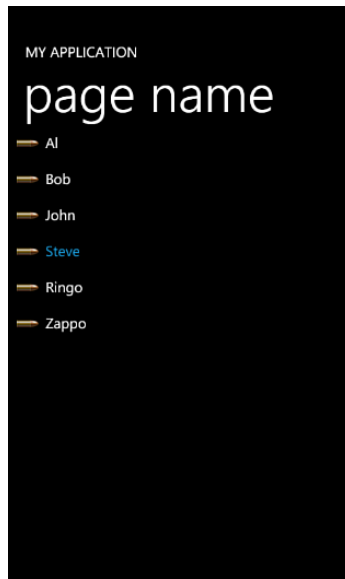 MY APPLICATION
page name
Al
Bob
John
Steve
Ringo
Zappo